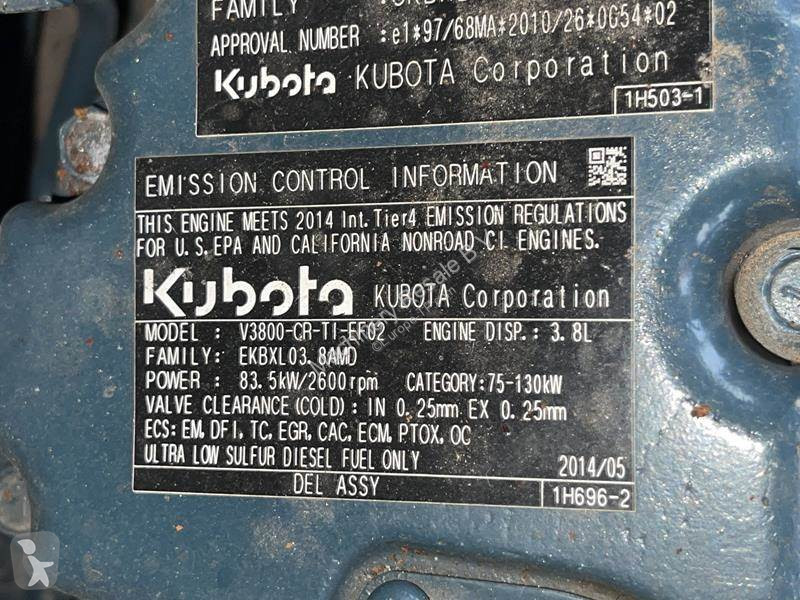 FAMILY :
APPROVAL NUMBER : e1*97/68MA*2010/26*0654*02
Kubota KUBOTA Corporation
1H503-1
EMISSION CONTROL INFORMATION
THIS ENGINE MEETS 2014 Int. Tier4 EMISSION REGULATIONS
FOR U.S. EPA AND CALIFORNIA NONROAD CI ENGINES.
Kubota KUBOTA Corporation
MODEL : V3800-CR-TI-EF02 ENGINE DISP.: 3.8L
FAMILY: EKBXL03.8AMD
POWER : 83.5kW/2600rpm CATEGORY:75-130kW
VALVE CLEARANCE(COLD): IN 0.25mm EX 0.25mm
ECS: EM, DFI, TC, EGR, CAC, ECM, PTOX, OC
ULTRA LOW SULFUR DIESEL FUEL ONLY 2014/05
DEL ASSY 1H696-2